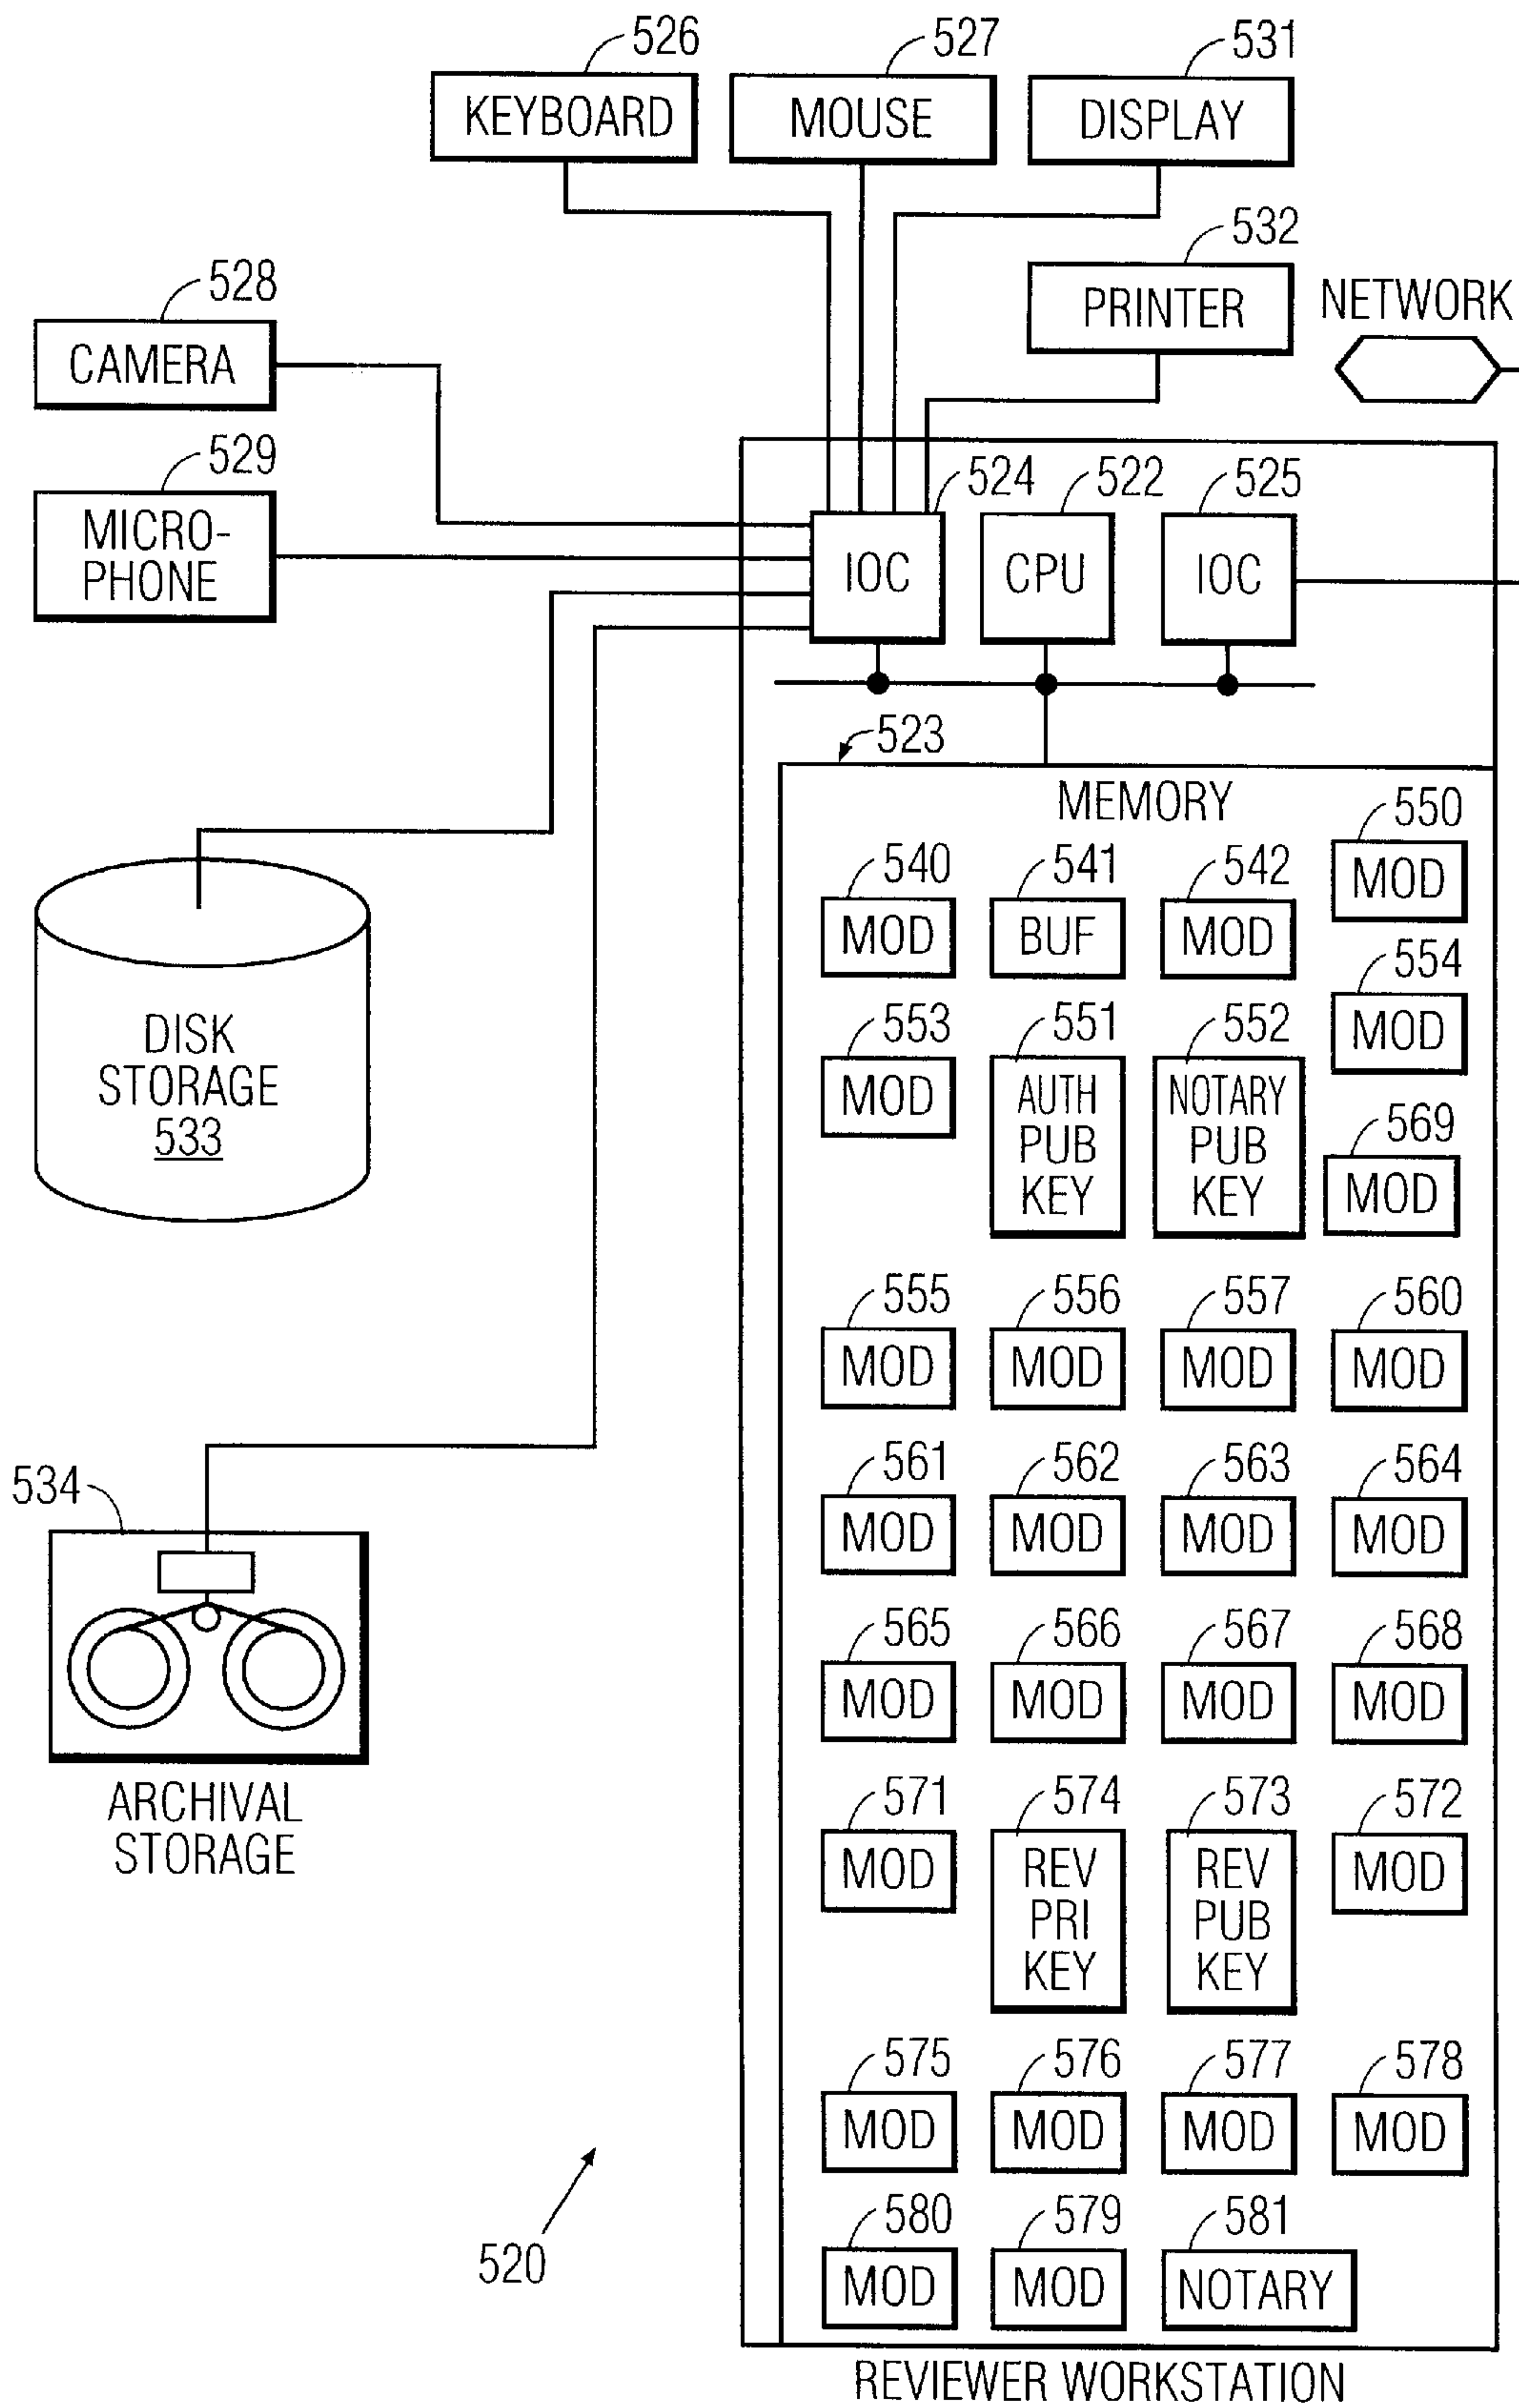 526
527
531
KEYBOARD
MOUSE
DISPLAY
532
PRINTER
NETWORK
528
CAMERA
529
MICRO-
PHONE
524
522
525
IOC
CPU
IOC
523
MEMORY
550
MOD
540
541
542
MOD
BUF
MOD
554
MOD
553
551
552
MOD
AUTH
PUB
KEY
NOTARY
PUB
KEY
569
MOD
DISK
STORAGE
533
555
556
557
560
MOD
MOD
MOD
MOD
534
561
562
563
564
MOD
MOD
MOD
MOD
565
566
567
568
MOD
MOD
MOD
MOD
ARCHIVAL
STORAGE
571
574
573
572
MOD
REV
PRI
KEY
REV
PUB
KEY
MOD
575
576
577
578
MOD
MOD
MOD
MOD
520
580
579
581
MOD
MOD
NOTARY
REVIEWER WORKSTATION